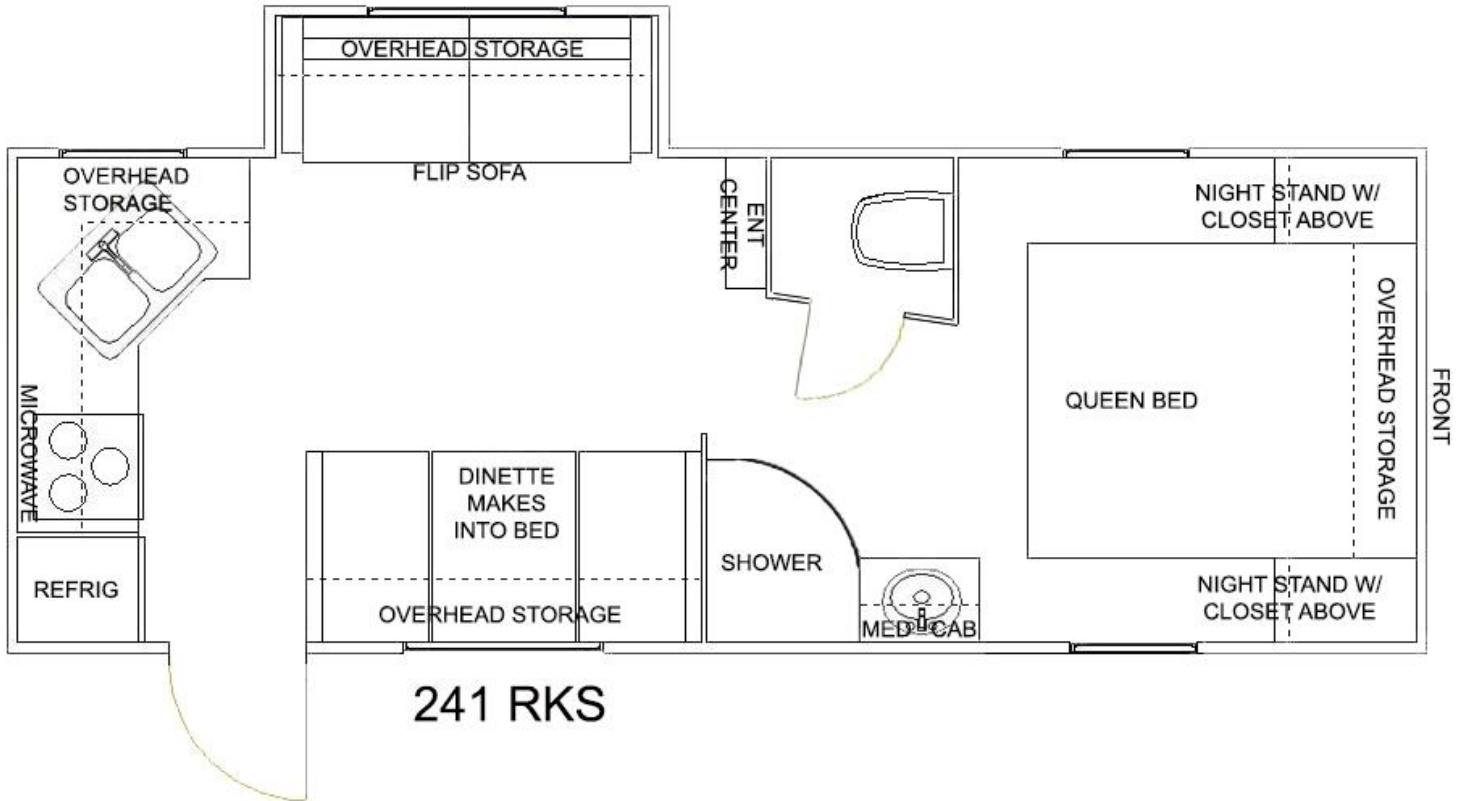 OVERHEAD STORAGE
FLIP SOFA
OVERHEAD
STORAGE
ENT
CENTER
NIGHT STAND W/
CLOSET ABOVE
MICROWAVE
QUEEN BED
OVERHEAD STORAGE
FRONT
DINETTE
MAKES
INTO BED
OVERHEAD STORAGE
REFRIG
SHOWER
MED CAB
NIGHT STAND W/
CLOSET ABOVE
241 RKS